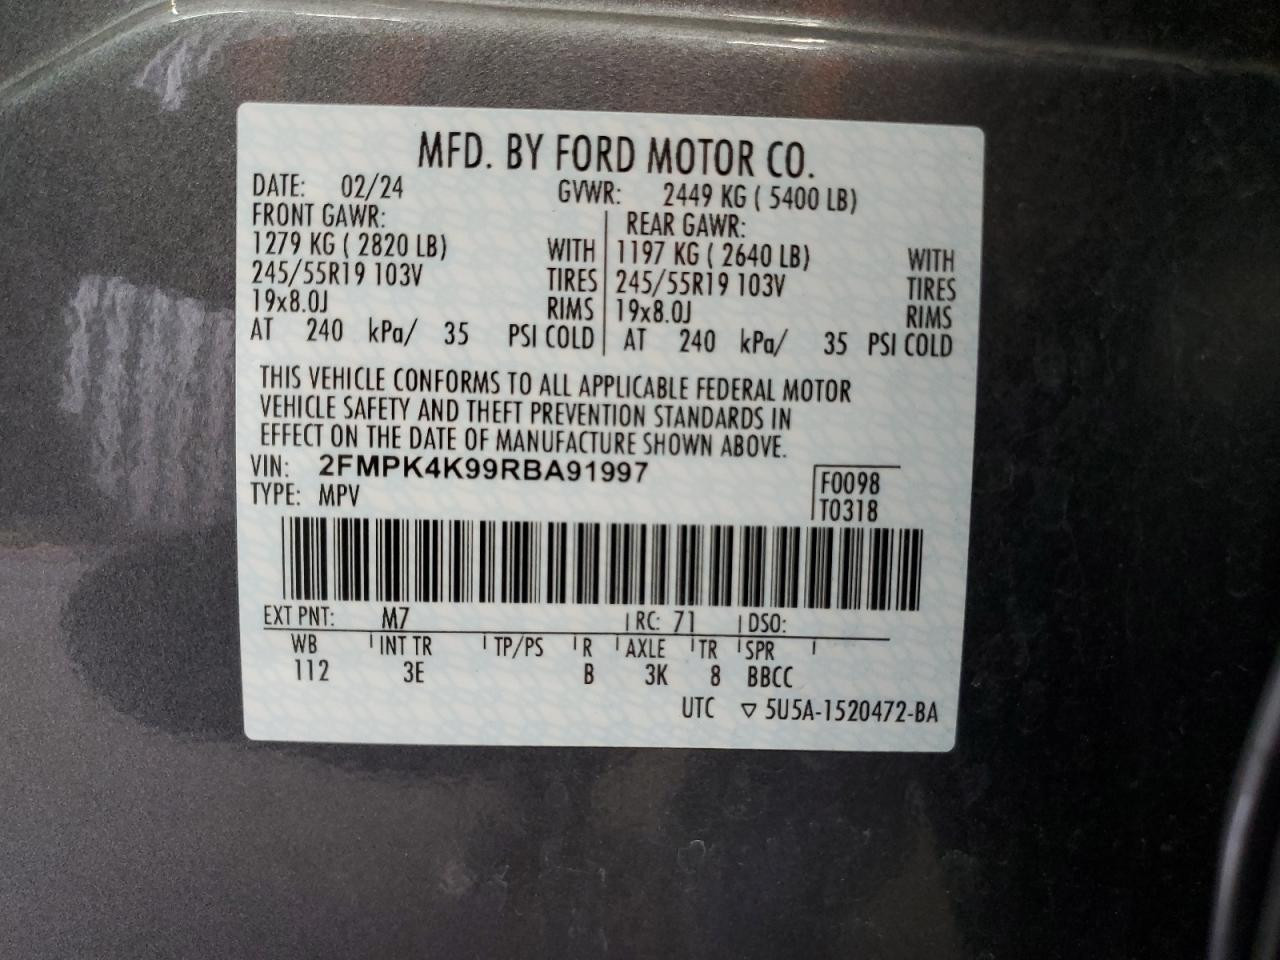 MFD. BY FORD MOTOR CO.
DATE: 02/24 GVWR: 2449 KG ( 5400 LB)
FRONT GAWR: REAR GAWR:
1279 KG ( 2820 LB) WITH 1197 KG ( 2640 LB) WITH
245/55R19 103V TIRES 245/55R19 103V TIRES
19x8.0J RIMS 19x8.0J RIMS
AT 240 kPa/ 35 PSI COLD AT 240 kPa/ 35 PSI COLD
THIS VEHICLE CONFORMS TO ALL APPLICABLE FEDERAL MOTOR
VEHICLE SAFETY AND THEFT PREVENTION STANDARDS IN
EFFECT ON THE DATE OF MANUFACTURE SHOWN ABOVE.
VIN: 2FMPK4K99RBA91997 F0098
TYPE: MPV T0318
EXT PNT: M7 RC: 71 DSO:
WB INT TR TP/PS R AXLE TR SPR
112 3E B 3K 8 BBCC
UTC ▽ 5U5A-1520472-BA